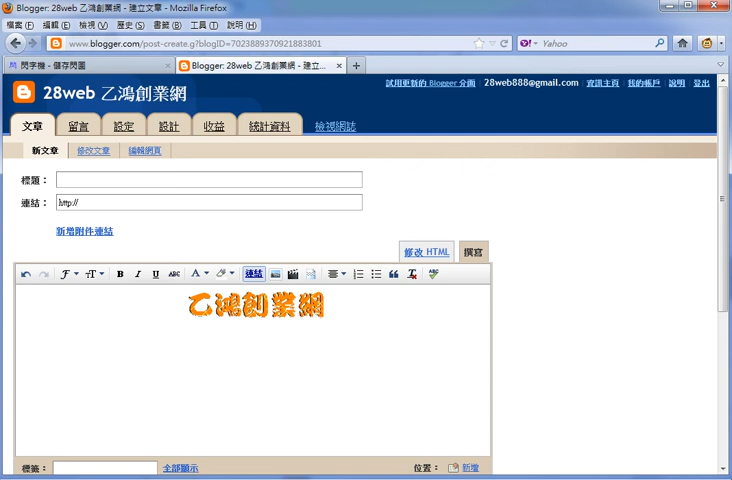 Blogger: 28web 乙鴻創業網 - 建立文章 - Mozilla Firefox
檔案(F) 編輯(E) 檢視(V) 歷史(S) 書籤(B) 工具(T) 說明(H)
www.blogger.com/post-create.g?blogID=7023889370921883801 Yahoo
閃字機 - 儲存閃圖 Blogger: 28web 乙鴻創業網 - 建立...
試用更新的 Blogger 介面 28web888@gmail.com 資訊主頁 我的帳戶 說明 登出
28web 乙鴻創業網
文章 留言 設定 設計 收益 統計資料 檢視網誌
新文章 修改文章 編輯網頁
標題：
連結： http://
新增附件連結
修改 HTML 撰寫
F T B I U ABC A 連結 ABC
乙鴻創業網
標籤： 全部顯示 位置： 新增